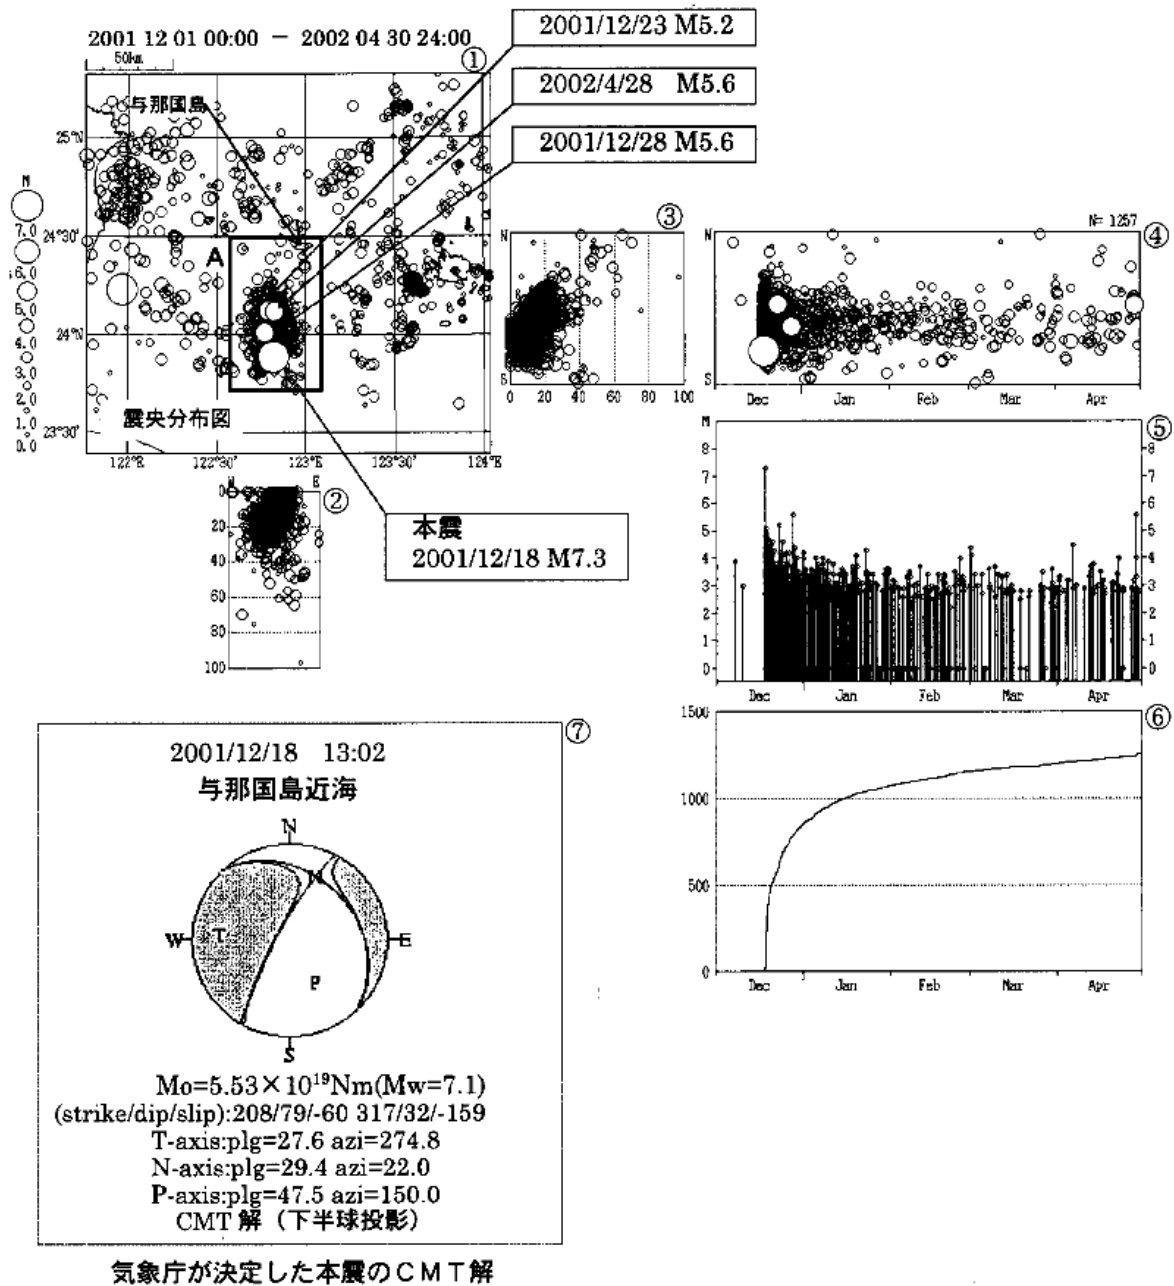 2001 12 01 00:00 － 2002 04 30 24:00
50km
①
2001/12/23 M5.2
2002/4/28 M5.6
2001/12/28 M5.6
与那国島
25°N
24°30'
24°N
23°30'
A
震央分布図
122°E
122°30'
123°E
123°30'
124°E
M
7.0
6.0
5.0
4.0
3.0
2.0
1.0
0.0
③
N
S
0 20 40 60 80 100
N= 1257
④
N
S
Dec Jan Feb Mar Apr
②
E
0
20
40
60
80
100
本震
2001/12/18 M7.3
⑤
M
8
7
6
5
4
3
2
1
0
8
7
6
5
4
3
2
1
0
Dec Jan Feb Mar Apr
⑥
1500
1000
500
0
Dec Jan Feb Mar Apr
⑦
2001/12/18 13:02
与那国島近海
N
N
W
T
E
P
S
Mo=5.53×10¹⁹Nm(Mw=7.1)
(strike/dip/slip):208/79/-60 317/32/-159
T-axis:plg=27.6 azi=274.8
N-axis:plg=29.4 azi=22.0
P-axis:plg=47.5 azi=150.0
CMT 解（下半球投影）
気象庁が決定した本震のＣＭＴ解